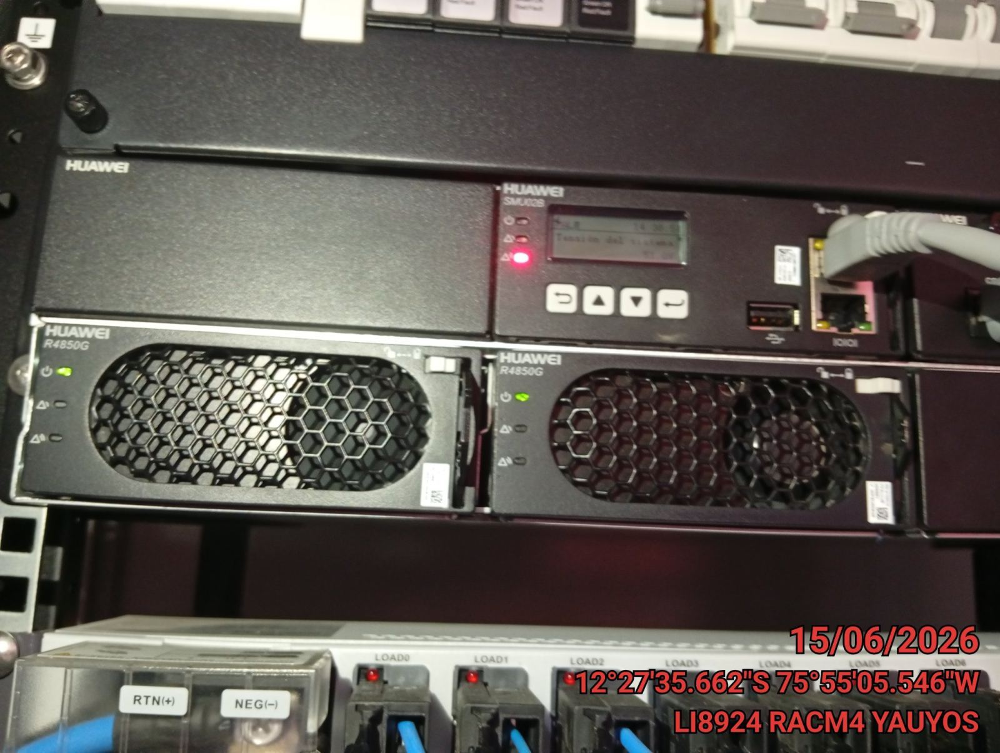 HUAWEI
HUAWEI
SMU02B
Tensión del sistema
HUAWEI
R4850G
HUAWEI
R4850G
LOAD0
LOAD1
LOAD2
LOAD3
LOAD4
LOAD5
LOAD6
RTN(+)
NEG(−)
15/06/2026
12°27'35.662"S 75°55'05.546"W
LI8924 RACM4 YAUYOS